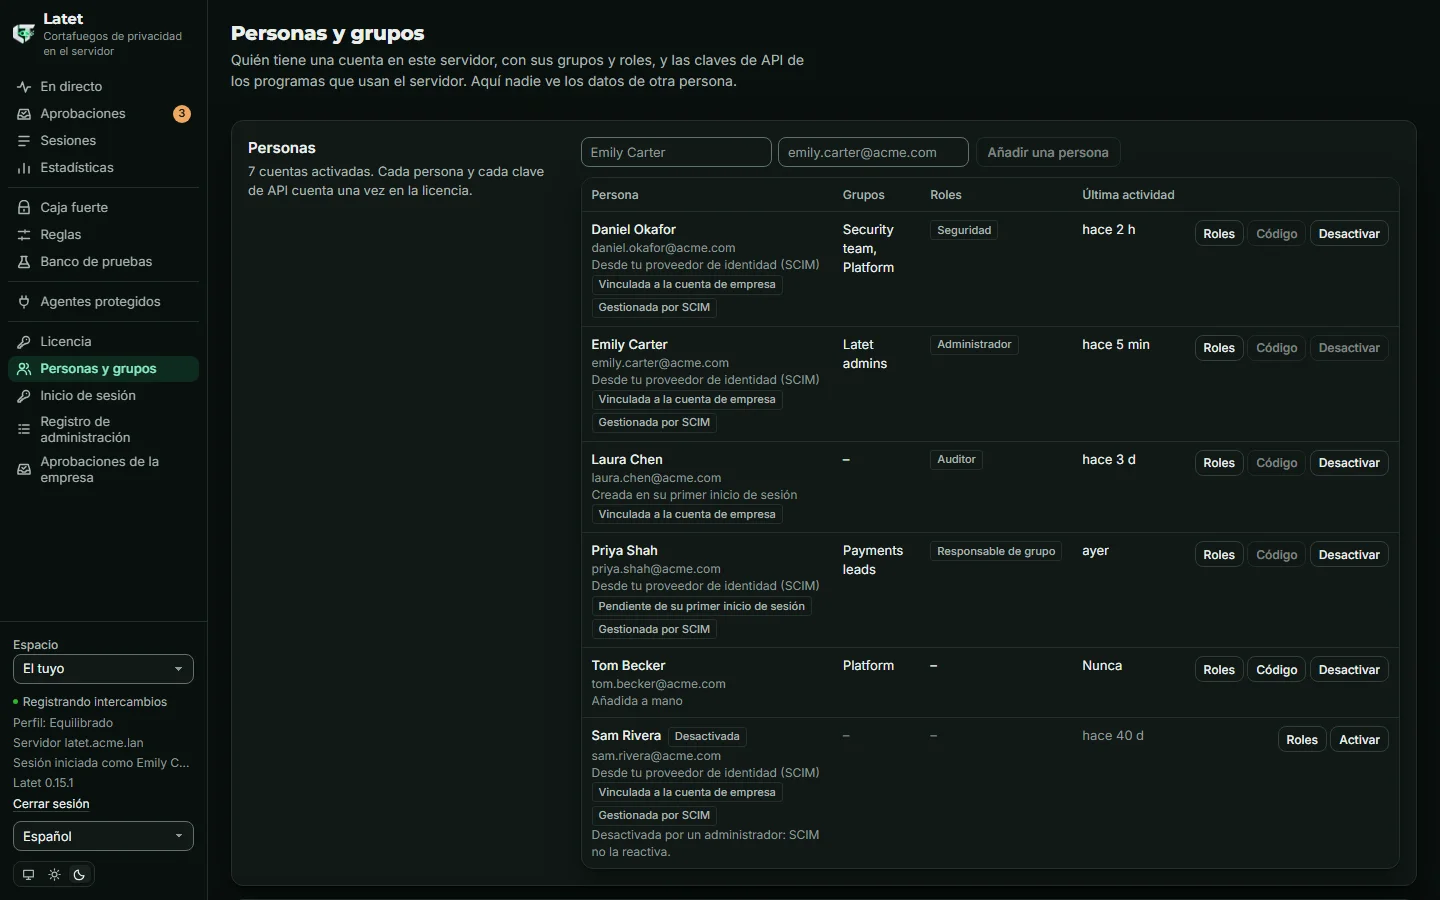 Latet
Cortafuegos de privacidad
en el servidor
En directo
Aprobaciones
3
Sesiones
Estadísticas
Caja fuerte
Reglas
Banco de pruebas
Agentes protegidos
Licencia
Personas y grupos
Inicio de sesión
Registro de
administración
Aprobaciones de la
empresa
Espacio
El tuyo
Registrando intercambios
Perfil: Equilibrado
Servidor latet.acme.lan
Sesión iniciada como Emily C...
Latet 0.15.1
Cerrar sesión
Español
Personas y grupos
Quién tiene una cuenta en este servidor, con sus grupos y roles, y las claves de API de
los programas que usan el servidor. Aquí nadie ve los datos de otra persona.
Personas
7 cuentas activadas. Cada persona y cada clave
de API cuenta una vez en la licencia.
Emily Carter
emily.carter@acme.com
Añadir una persona
Persona Grupos Roles Última actividad
Daniel Okafor
daniel.okafor@acme.com
Desde tu proveedor de identidad (SCIM)
Vinculada a la cuenta de empresa
Gestionada por SCIM
Security
team,
Platform
Seguridad
hace 2 h
Roles Código Desactivar
Emily Carter
emily.carter@acme.com
Desde tu proveedor de identidad (SCIM)
Vinculada a la cuenta de empresa
Gestionada por SCIM
Latet
admins
Administrador
hace 5 min
Roles Código Desactivar
Laura Chen
laura.chen@acme.com
Creada en su primer inicio de sesión
Vinculada a la cuenta de empresa
–
Auditor
hace 3 d
Roles Código Desactivar
Priya Shah
priya.shah@acme.com
Desde tu proveedor de identidad (SCIM)
Pendiente de su primer inicio de sesión
Gestionada por SCIM
Payments
leads
Responsable de grupo
ayer
Roles Código Desactivar
Tom Becker
tom.becker@acme.com
Añadida a mano
Platform
–
Nunca
Roles Código Desactivar
Sam Rivera Desactivada
sam.rivera@acme.com
Desde tu proveedor de identidad (SCIM)
Vinculada a la cuenta de empresa
Gestionada por SCIM
Desactivada por un administrador: SCIM
no la reactiva.
–
–
hace 40 d
Roles Activar